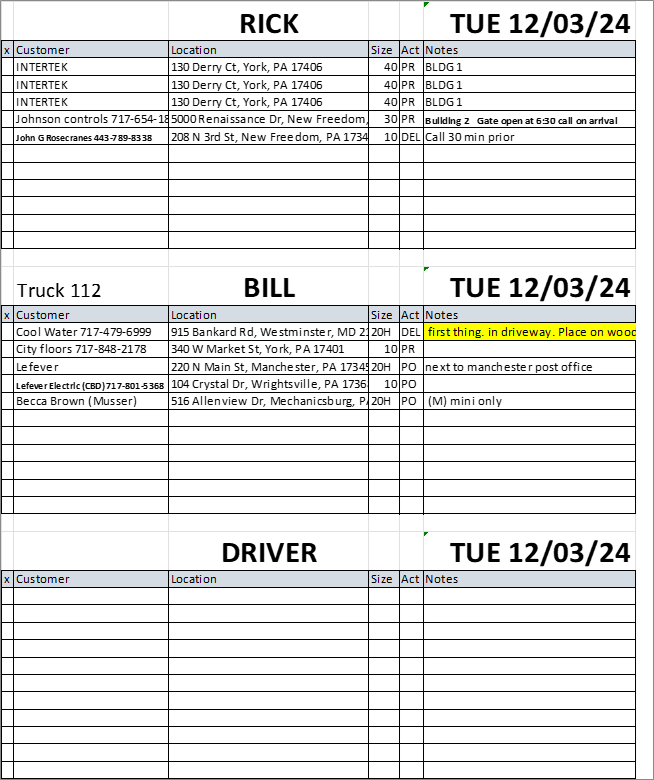 RICK TUE 12/03/24
x Customer Location Size Act Notes
INTERTEK 130 Derry Ct, York, PA 17406 40 PR BLDG 1
INTERTEK 130 Derry Ct, York, PA 17406 40 PR BLDG 1
INTERTEK 130 Derry Ct, York, PA 17406 40 PR BLDG 1
Johnson controls 717-654-18 5000 Renaissance Dr, New Freedom, 30 PR Building 2 Gate open at 6:30 call on arrival
John G Rosecranes 443-789-8338 208 N 3rd St, New Freedom, PA 1734 10 DEL Call 30 min prior
Truck 112 BILL TUE 12/03/24
x Customer Location Size Act Notes
Cool Water 717-479-6999 915 Bankard Rd, Westminster, MD 21 20H DEL first thing. in driveway. Place on wood
City floors 717-848-2178 340 W Market St, York, PA 17401 10 PR
Lefever 220 N Main St, Manchester, PA 17345 20H PO next to manchester post office
Lefever Electric (CBD) 717-801-5368 104 Crystal Dr, Wrightsville, PA 1736 10 PO
Becca Brown (Musser) 516 Allenview Dr, Mechanicsburg, PA 20H PO (M) mini only
DRIVER TUE 12/03/24
x Customer Location Size Act Notes